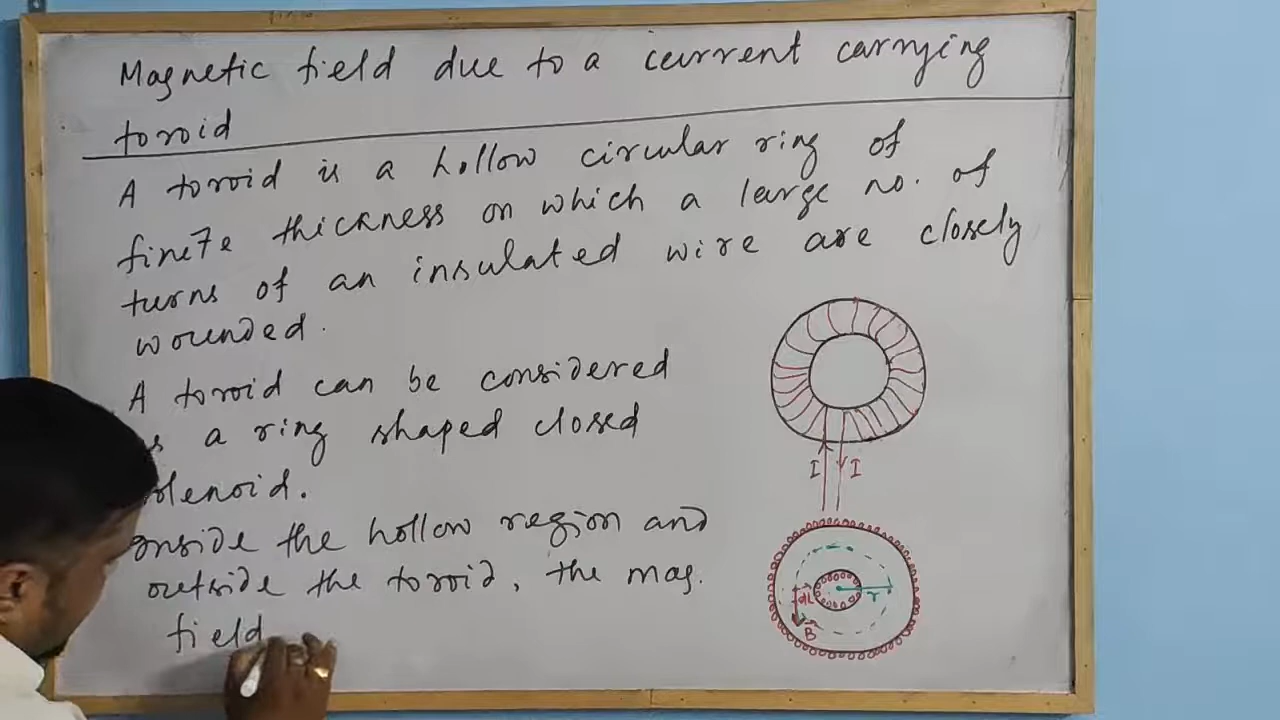 Magnetic field due to a current carrying
toroid
A toroid is a hollow circular ring of
finite thickness on which a large no. of
turns of an insulated wire are closely
wounded.
A toroid can be considered
a ring shaped closed
solenoid.
Inside the hollow region and
outside the toroid, the mag.
field
I I
r
dl
B